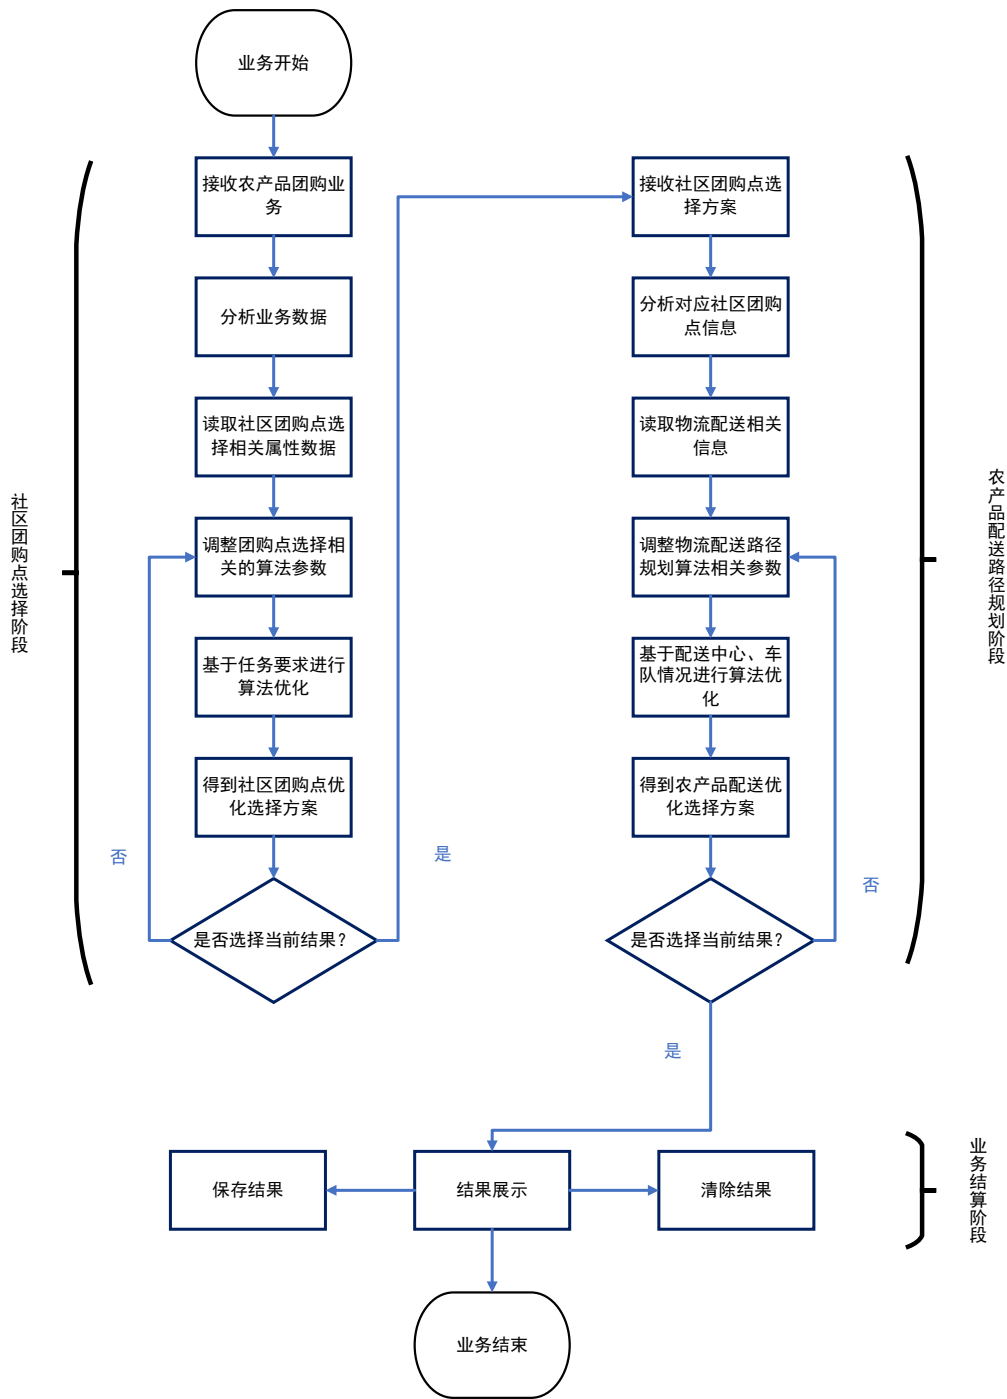 业务开始
接收农产品团购业
务
分析业务数据
读取社区团购点选
择相关属性数据
调整团购点选择相
关的算法参数
基于任务要求进行
算法优化
得到社区团购点优
化选择方案
是否选择当前结果?
否
是
社区团购点选择阶段
接收社区团购点选
择方案
分析对应社区团购
点信息
读取物流配送相关
信息
调整物流配送路径
规划算法相关参数
基于配送中心、车
队情况进行算法优
化
得到农产品配送优
化选择方案
是否选择当前结果?
否
是
农产品配送路径规划阶段
保存结果
结果展示
清除结果
业务结算阶段
业务结束